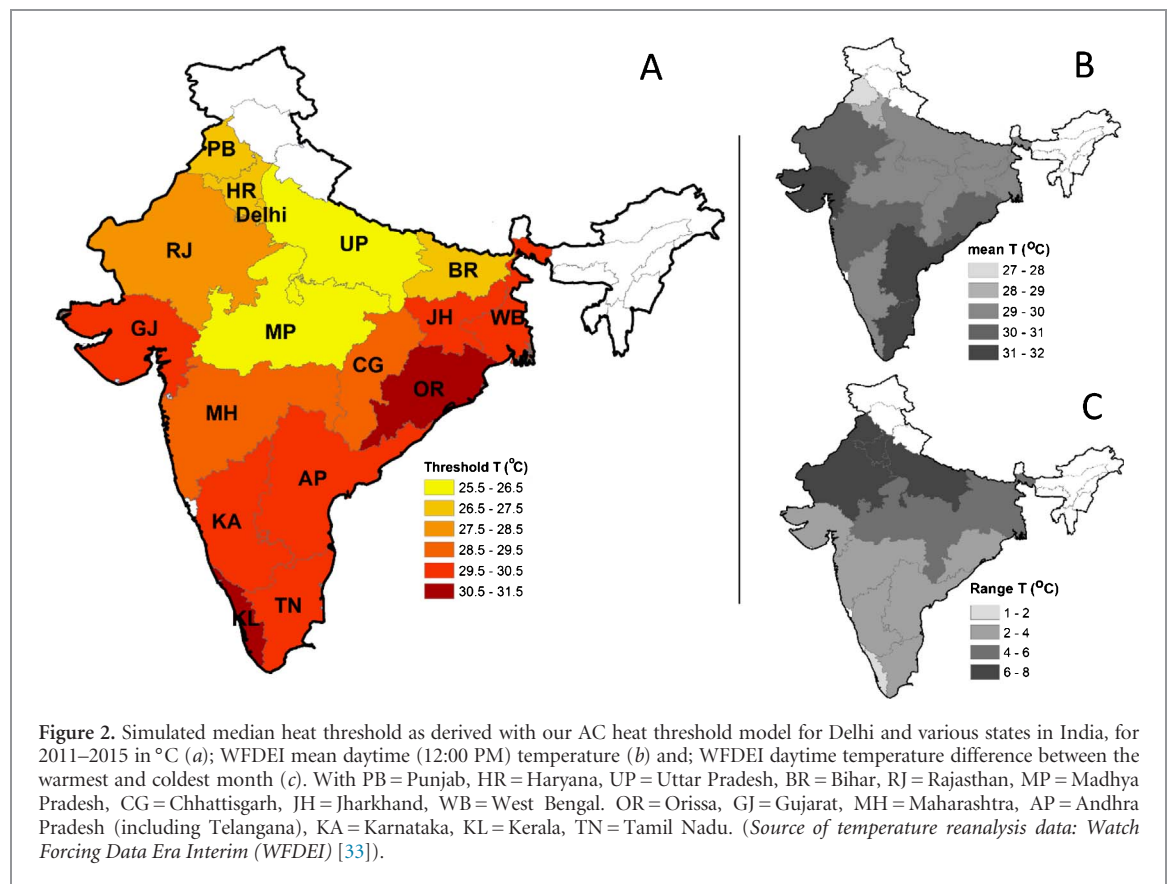 A
PB
HR
Delhi
RJ
UP
BR
GJ
MP
JH
WB
CG
OR
MH
AP
KA
TN
KL
Threshold T (°C)
25.5 - 26.5
26.5 - 27.5
27.5 - 28.5
28.5 - 29.5
29.5 - 30.5
30.5 - 31.5
B
mean T (°C)
27 - 28
28 - 29
29 - 30
30 - 31
31 - 32
C
Range T (°C)
1 - 2
2 - 4
4 - 6
6 - 8
Figure 2. Simulated median heat threshold as derived with our AC heat threshold model for Delhi and various states in India, for
2011–2015 in °C (a); WFDEI mean daytime (12:00 PM) temperature (b) and; WFDEI daytime temperature difference between the
warmest and coldest month (c). With PB = Punjab, HR = Haryana, UP = Uttar Pradesh, BR = Bihar, RJ = Rajasthan, MP = Madhya
Pradesh, CG = Chhattisgarh, JH = Jharkhand, WB = West Bengal. OR = Orissa, GJ = Gujarat, MH = Maharashtra, AP = Andhra
Pradesh (including Telangana), KA = Karnataka, KL = Kerala, TN = Tamil Nadu. (Source of temperature reanalysis data: Watch
Forcing Data Era Interim (WFDEI) [33]).